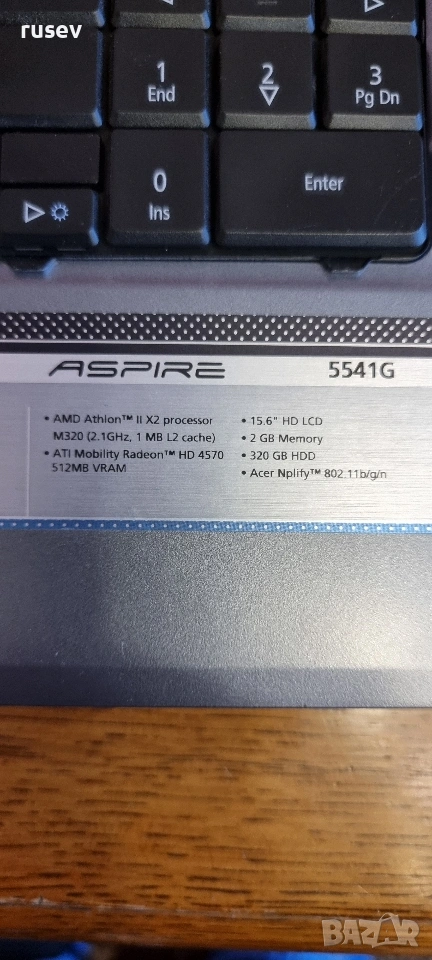 rusev
1
End
2
3
Pg Dn
0
Ins
Enter
ASPIRE 5541G
• AMD Athlon™ II X2 processor
M320 (2.1GHz, 1 MB L2 cache)
• ATI Mobility Radeon™ HD 4570
512MB VRAM
• 15.6" HD LCD
• 2 GB Memory
• 320 GB HDD
• Acer Nplify™ 802.11b/g/n
BAZAR